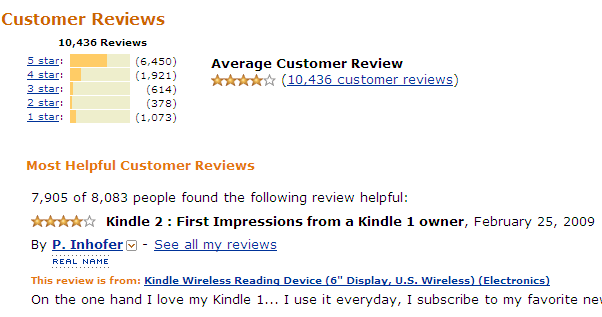 Customer Reviews
10,436 Reviews
5 star: (6,450)
4 star: (1,921)
3 star: (614)
2 star: (378)
1 star: (1,073)
Average Customer Review
(10,436 customer reviews)
Most Helpful Customer Reviews
7,905 of 8,083 people found the following review helpful:
Kindle 2 : First Impressions from a Kindle 1 owner, February 25, 2009
By P. Inhofer - See all my reviews
REAL NAME
This review is from: Kindle Wireless Reading Device (6" Display, U.S. Wireless) (Electronics)
On the one hand I love my Kindle 1... I use it everyday, I subscribe to my favorite